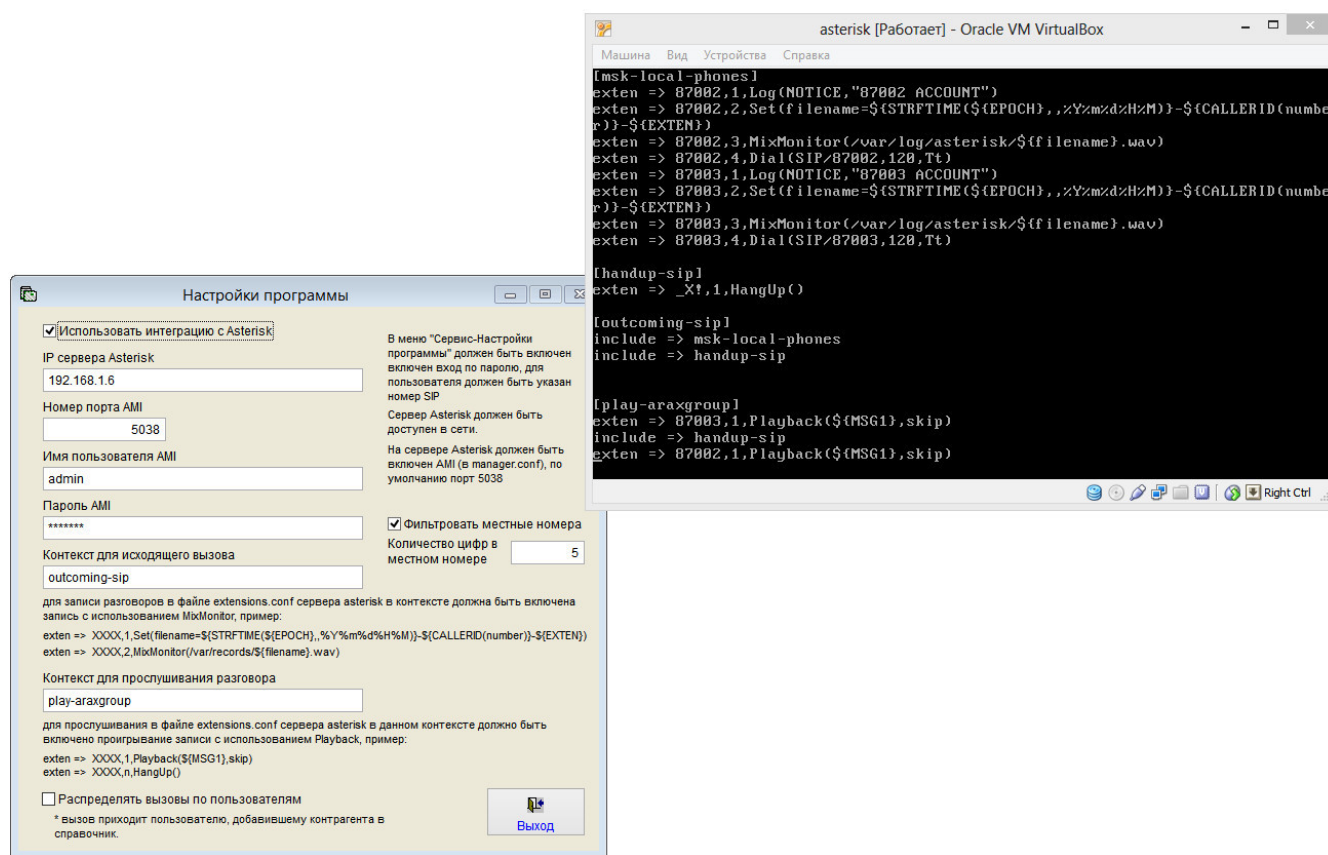 asterisk [Работает] - Oracle VM VirtualBox
Машина Вид Устройства Справка
[msk-local-phones]
exten => 87002,1,Log(NOTICE,"87002 ACCOUNT")
exten => 87002,2,Set(filename=${STRFTIME(${EPOCH},,%Y%m%d%H%M)}-${CALLERID(numbe
r)}-${EXTEN})
exten => 87002,3,MixMonitor(/var/log/asterisk/${filename}.wav)
exten => 87002,4,Dial(SIP/87002,120,Tt)
exten => 87003,1,Log(NOTICE,"87003 ACCOUNT")
exten => 87003,2,Set(filename=${STRFTIME(${EPOCH},,%Y%m%d%H%M)}-${CALLERID(numbe
r)}-${EXTEN})
exten => 87003,3,MixMonitor(/var/log/asterisk/${filename}.wav)
exten => 87003,4,Dial(SIP/87003,120,Tt)
[handup-sip]
exten => _X!,1,HangUp()
[outcoming-sip]
include => msk-local-phones
include => handup-sip
[play-araxgroup]
exten => 87003,1,Playback(${MSG1},skip)
include => handup-sip
exten => 87002,1,Playback(${MSG1},skip)
Right Ctrl
Настройки программы
Использовать интеграцию с Asterisk
IP сервера Asterisk
192.168.1.6
Номер порта AMI
5038
Имя пользователя AMI
admin
Пароль AMI
*******
Контекст для исходящего вызова
outcoming-sip
В меню "Сервис-Настройки
программы" должен быть включен
включен вход по паролю, для
пользователя должен быть указан
номер SIP
Сервер Asterisk должен быть
доступен в сети.
На сервере Asterisk должен быть
включен AMI (в manager.conf), по
умолчанию порт 5038
Фильтровать местные номера
Количество цифр в
местном номере
5
для записи разговоров в файле extensions.conf сервера asterisk в контексте должна быть включена
запись с использованием MixMonitor, пример:
exten => XXXX,1,Set(filename=${STRFTIME(${EPOCH},,%Y%m%d%H%M)}-${CALLERID(number)}-${EXTEN})
exten => XXXX,2,MixMonitor(/var/records/${filename}.wav)
Контекст для прослушивания разговора
play-araxgroup
для прослушивания в файле extensions.conf сервера asterisk в данном контексте должно быть
включено проигрывание записи с использованием Playback, пример:
exten => XXXX,1,Playback(${MSG1},skip)
exten => XXXX,n,HangUp()
Распределять вызовы по пользователям
* вызов приходит пользователю, добавившему контрагента в
справочник.
Выход